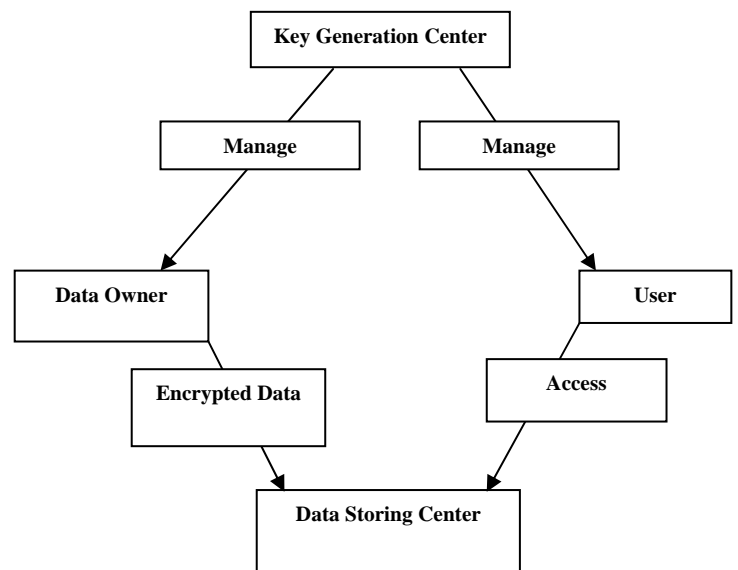 Key Generation Center
Manage
Manage
Data Owner
User
Encrypted Data
Access
Data Storing Center